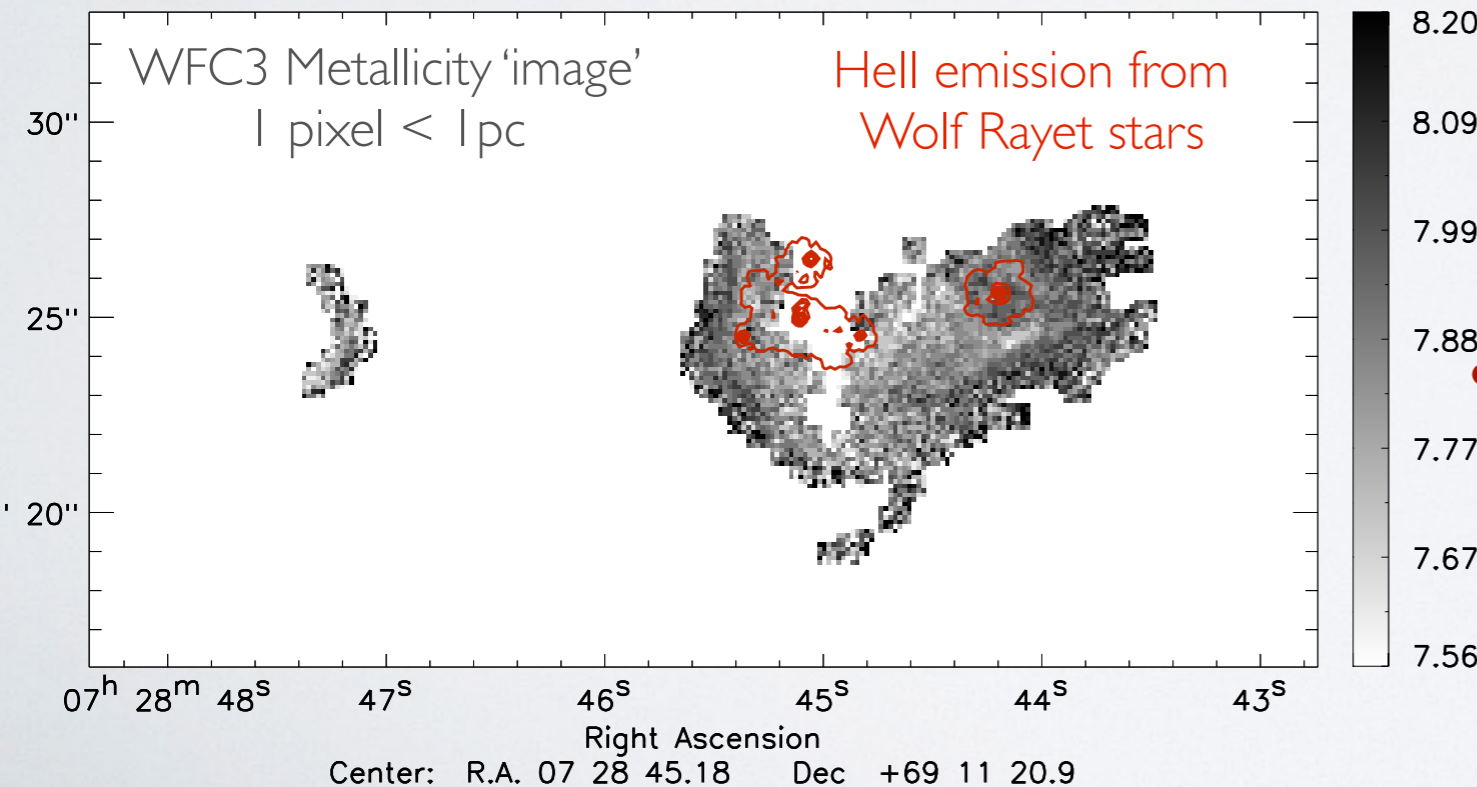 WFC3 Metallicity ‘image’
1 pixel < 1pc
HeII emission from
Wolf Rayet stars
30"
25"
' 20"
8.20
8.09
7.99
7.88
7.77
7.67
7.56
07h 28m 48s 47s 46s 45s 44s 43s
Right Ascension
Center: R.A. 07 28 45.18 Dec +69 11 20.9